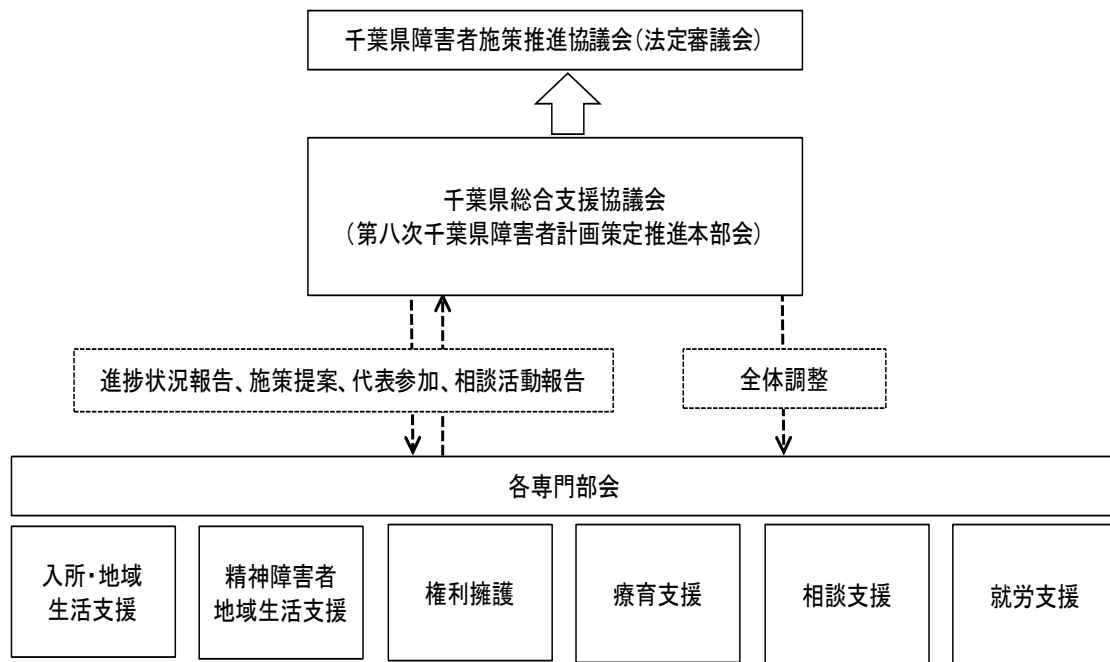 千葉県障害者施策推進協議会（法定審議会）
千葉県総合支援協議会
（第八次千葉県障害者計画策定推進本部会）
進捗状況報告、施策提案、代表参加、相談活動報告
全体調整
各専門部会
入所・地域
生活支援
精神障害者
地域生活支援
権利擁護
療育支援
相談支援
就労支援